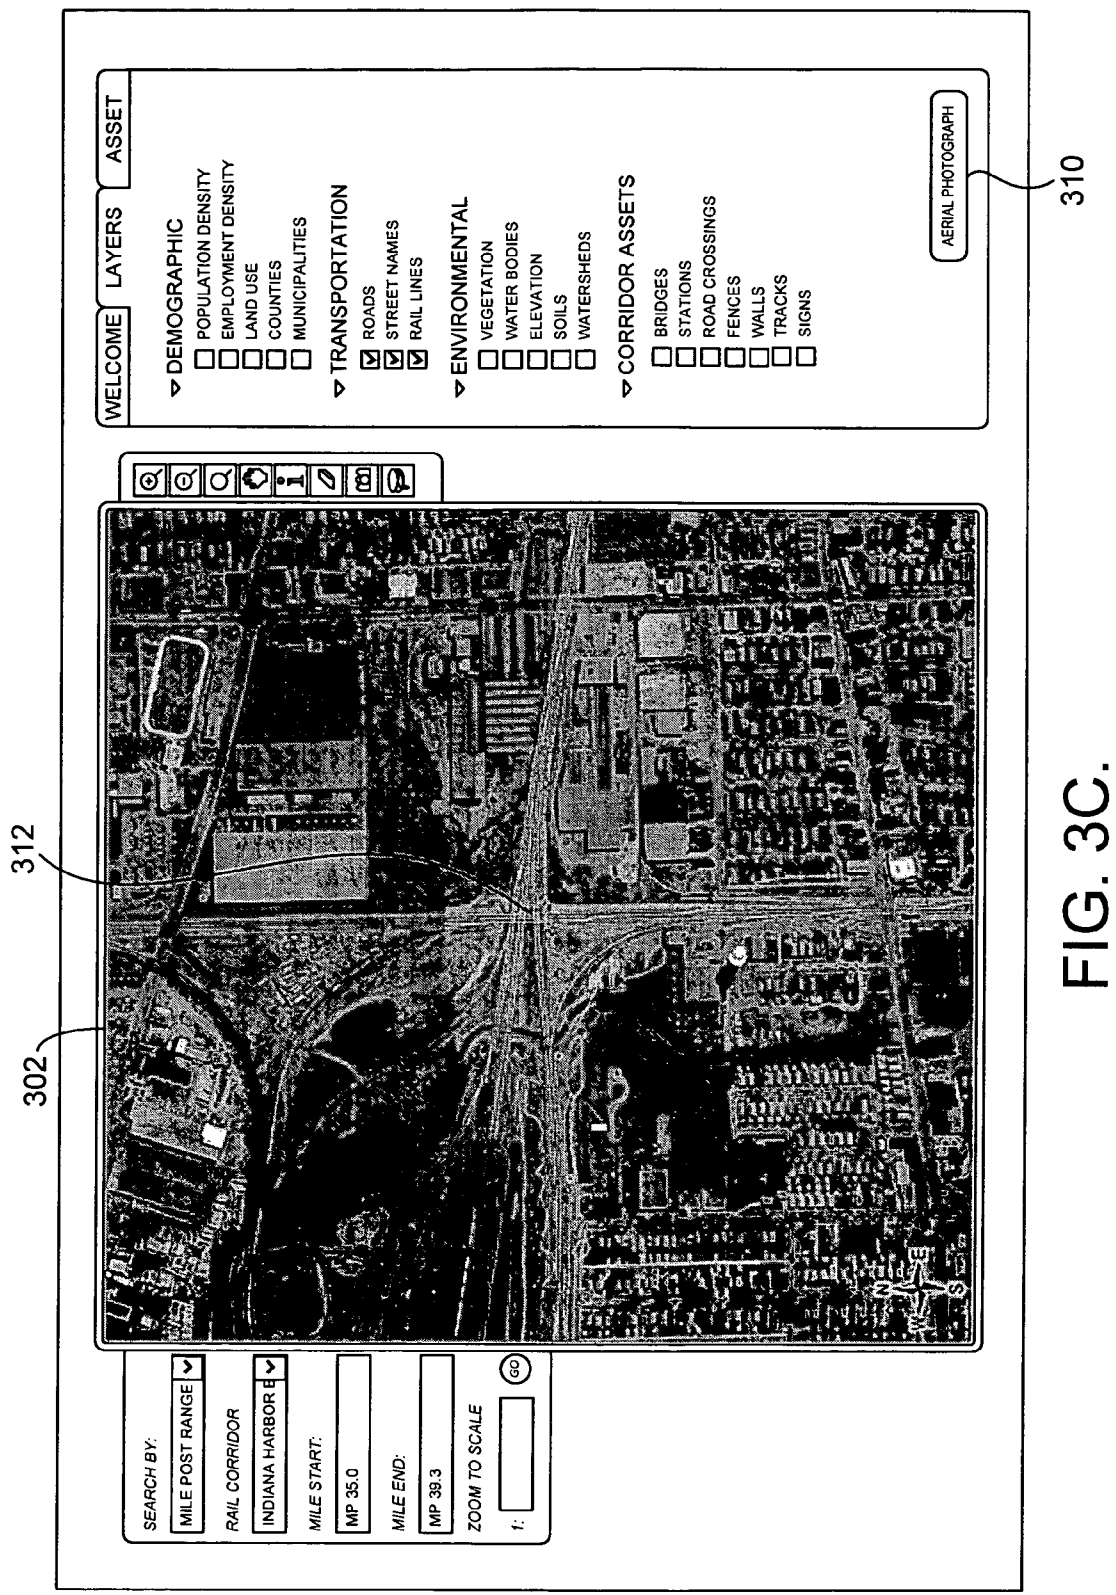 302
312
SEARCH BY:
MILE POST RANGE
RAIL CORRIDOR
INDIANA HARBOR B
MILE START:
MP 35.0
MILE END:
MP 39.3
ZOOM TO SCALE
1:
GO
N
W E
S
i
WELCOME LAYERS ASSET
DEMOGRAPHIC
POPULATION DENSITY
EMPLOYMENT DENSITY
LAND USE
COUNTIES
MUNICIPALITIES
TRANSPORTATION
ROADS
STREET NAMES
RAIL LINES
ENVIRONMENTAL
VEGETATION
WATER BODIES
ELEVATION
SOILS
WATERSHEDS
CORRIDOR ASSETS
BRIDGES
STATIONS
ROAD CROSSINGS
FENCES
WALLS
TRACKS
SIGNS
AERIAL PHOTOGRAPH
310
FIG. 3C.